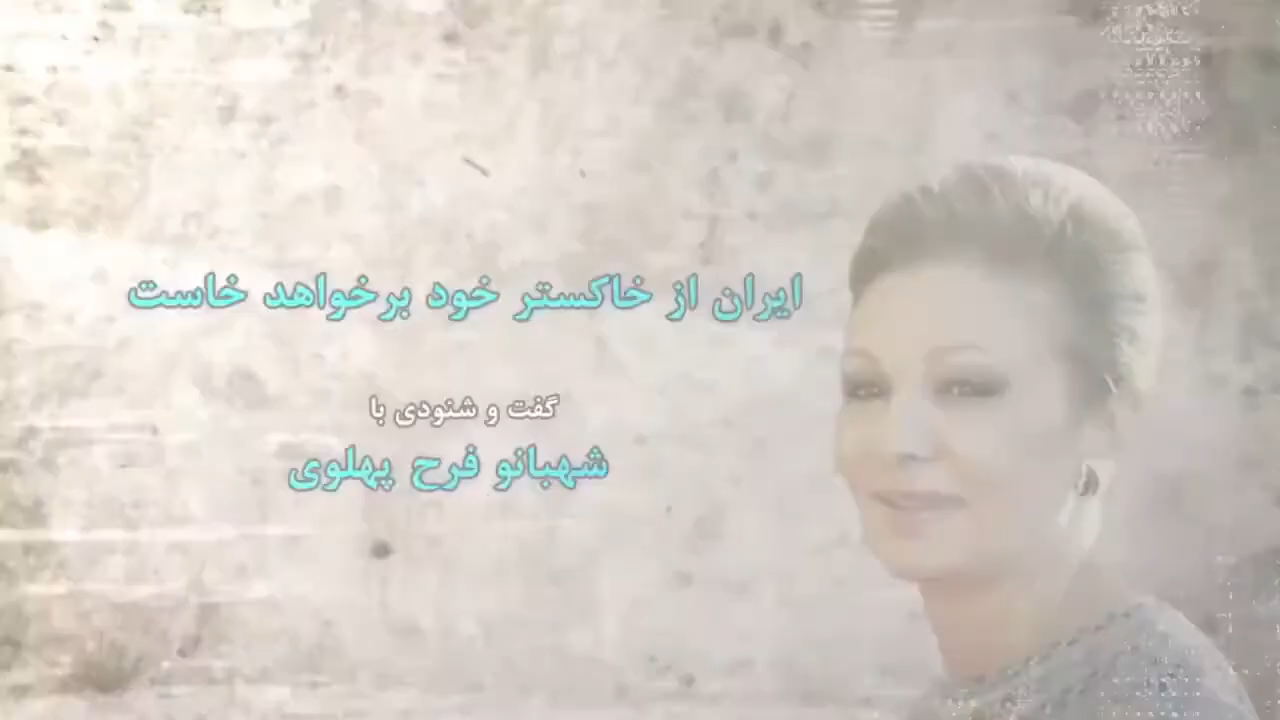 ایران از خاکستر خود برخواهد خاست
گفت و شنودی با
شهبانو فرح پهلوی